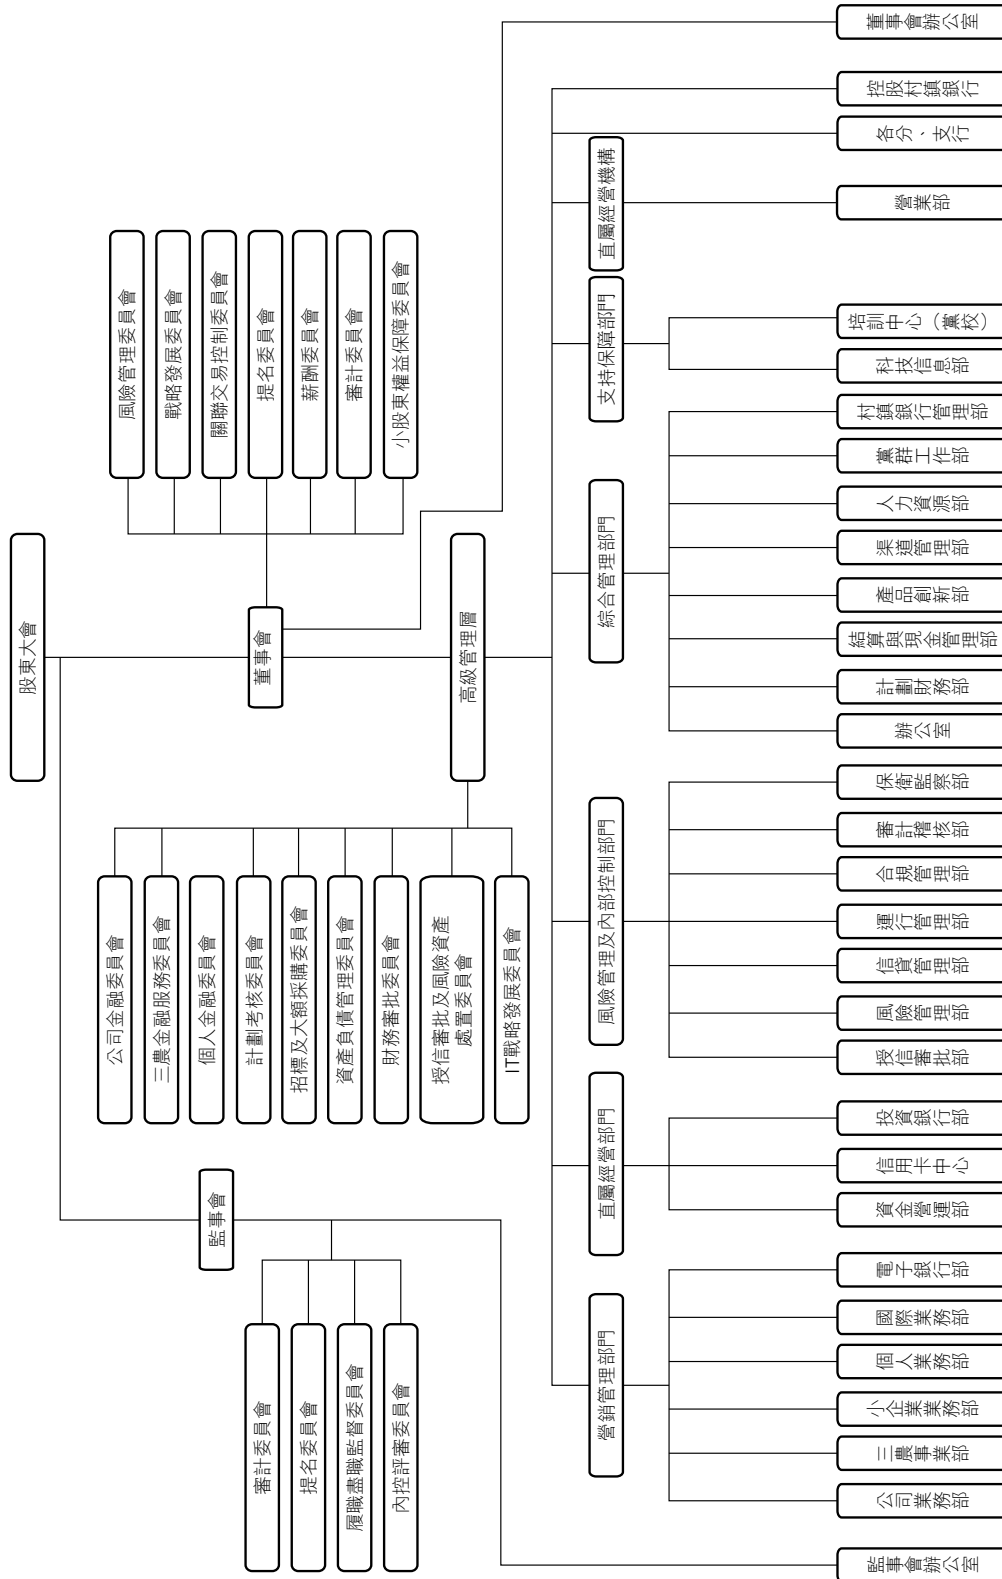 股東大會
監事會
董事會
高級管理層
審計委員會
提名委員會
履職盡職監督委員會
內控評審委員會
公司金融委員會
三農金融服務委員會
個人金融委員會
計劃考核委員會
招標及大額採購委員會
資產負債管理委員會
財務審批委員會
授信審批及風險資產
處置委員會
IT戰略發展委員會
風險管理委員會
戰略發展委員會
關聯交易控制委員會
提名委員會
薪酬委員會
審計委員會
小股東權益保障委員會
營銷管理部門
直屬經營部門
風險管理及內部控制部門
綜合管理部門
支持保障部門
直屬經營機構
監事會辦公室
公司業務部
三農事業部
小企業業務部
個人業務部
國際業務部
電子銀行部
資金營運部
信用卡中心
投資銀行部
授信審批部
風險管理部
信貸管理部
運行管理部
合規管理部
審計稽核部
保衛監察部
辦公室
計劃財務部
結算與現金管理部
產品創新部
渠道管理部
人力資源部
黨群工作部
村鎮銀行管理部
科技信息部
培訓中心（黨校）
營業部
各分、支行
控股村鎮銀行
董事會辦公室